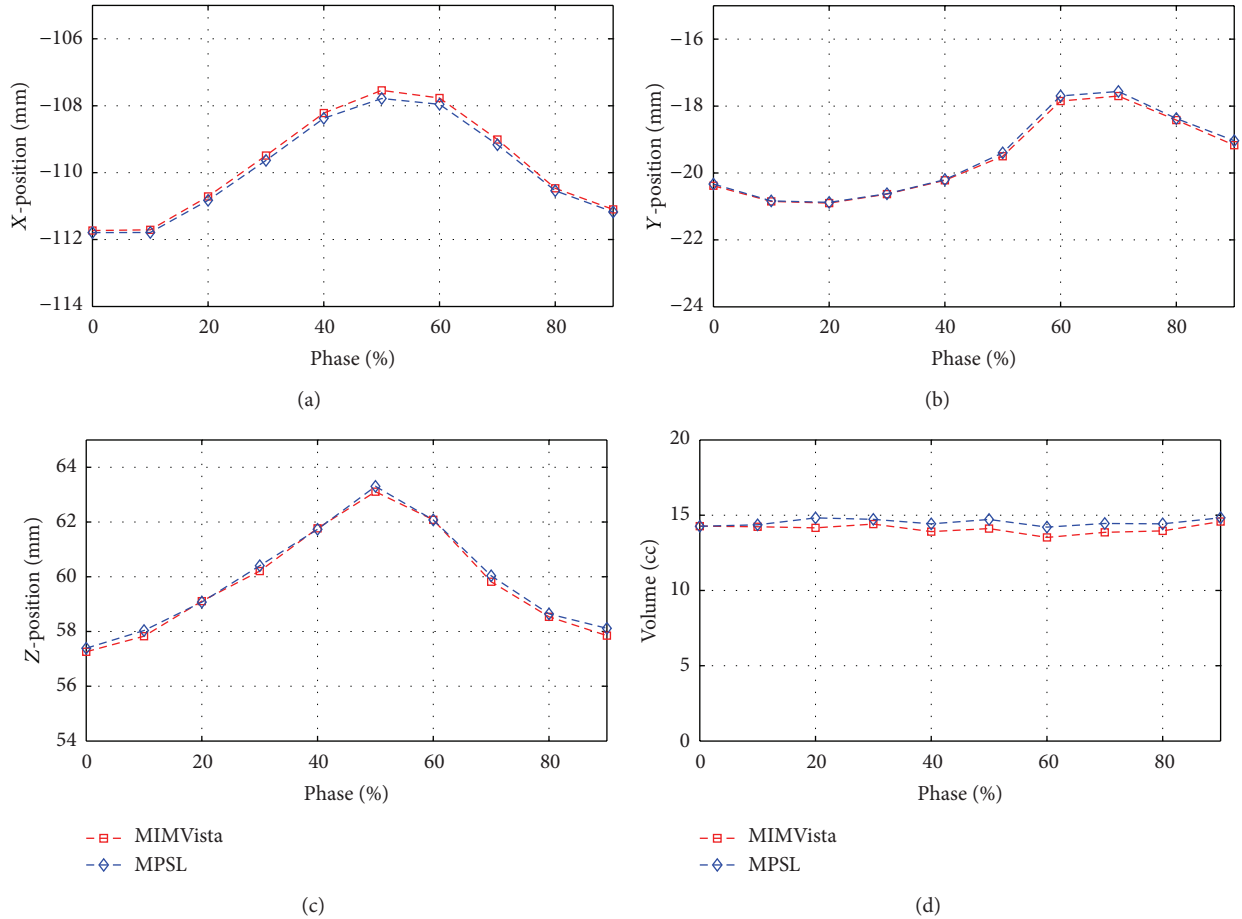 −106
−108
−110
−112
−114
X-position (mm)
0 20 40 60 80
Phase (%)
(a)
−16
−18
−20
−22
−24
Y-position (mm)
0 20 40 60 80
Phase (%)
(b)
64
62
60
58
56
54
Z-position (mm)
0 20 40 60 80
Phase (%)
MIMVista
MPSL
(c)
20
15
10
5
0
Volume (cc)
0 20 40 60 80
Phase (%)
MIMVista
MPSL
(d)